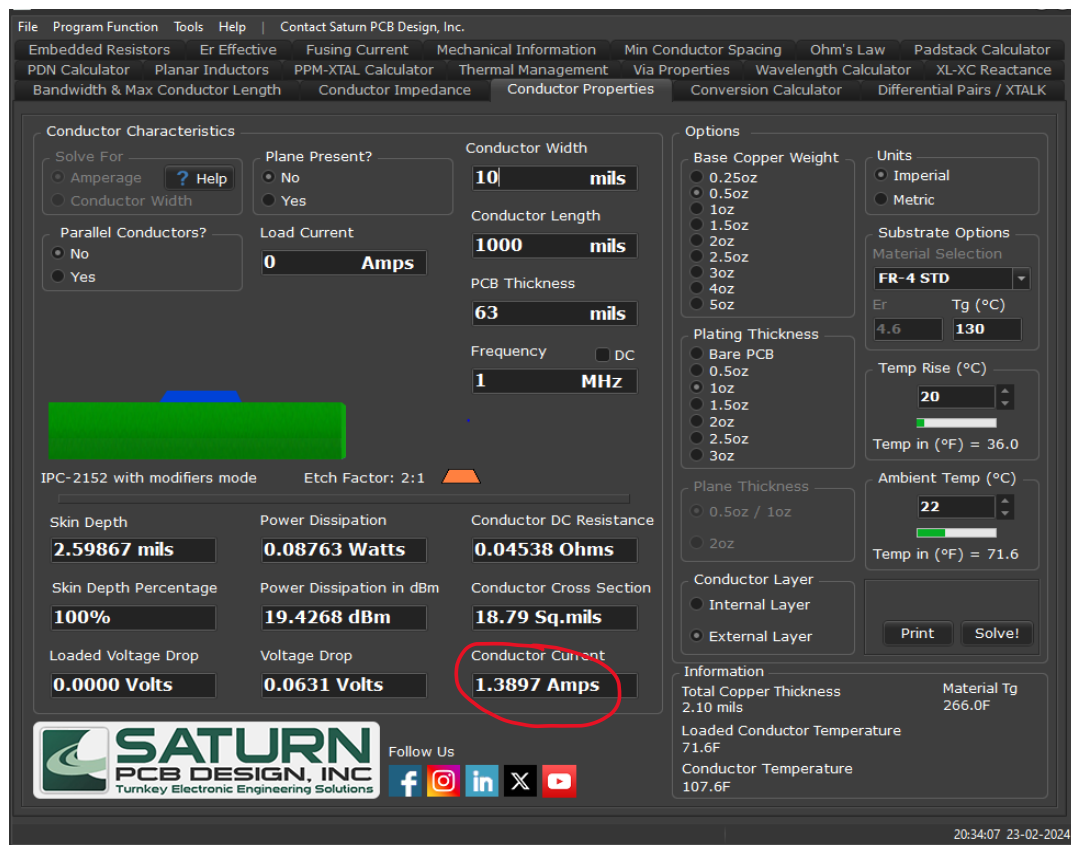 File Program Function Tools Help | Contact Saturn PCB Design, Inc.
Embedded Resistors Er Effective Fusing Current Mechanical Information Min Conductor Spacing Ohm's Law Padstack Calculator
PDN Calculator Planar Inductors PPM-XTAL Calculator Thermal Management Via Properties Wavelength Calculator XL-XC Reactance
Bandwidth & Max Conductor Length Conductor Impedance Conductor Properties Conversion Calculator Differential Pairs / XTALK
Conductor Characteristics
Solve For
Amperage
? Help
Conductor Width
Plane Present?
No
Yes
Parallel Conductors?
No
Yes
Load Current
0 Amps
Conductor Width
10 mils
Conductor Length
1000 mils
PCB Thickness
63 mils
Frequency DC
1 MHz
IPC-2152 with modifiers mode Etch Factor: 2:1
Skin Depth
2.59867 mils
Power Dissipation
0.08763 Watts
Conductor DC Resistance
0.04538 Ohms
Skin Depth Percentage
100%
Power Dissipation in dBm
19.4268 dBm
Conductor Cross Section
18.79 Sq.mils
Loaded Voltage Drop
0.0000 Volts
Voltage Drop
0.0631 Volts
Conductor Current
1.3897 Amps
SATURN
PCB DESIGN, INC
Turnkey Electronic Engineering Solutions
Follow Us
f
in
X
Options
Base Copper Weight
0.25oz
0.5oz
1oz
1.5oz
2oz
2.5oz
3oz
4oz
5oz
Plating Thickness
Bare PCB
0.5oz
1oz
1.5oz
2oz
2.5oz
3oz
Plane Thickness
0.5oz / 1oz
2oz
Conductor Layer
Internal Layer
External Layer
Units
Imperial
Metric
Substrate Options
Material Selection
FR-4 STD
Er Tg (°C)
4.6 130
Temp Rise (°C)
20
Temp in (°F) = 36.0
Ambient Temp (°C)
22
Temp in (°F) = 71.6
Print Solve!
Information
Total Copper Thickness
2.10 mils
Material Tg
266.0F
Loaded Conductor Temperature
71.6F
Conductor Temperature
107.6F
20:34:07 23-02-2024